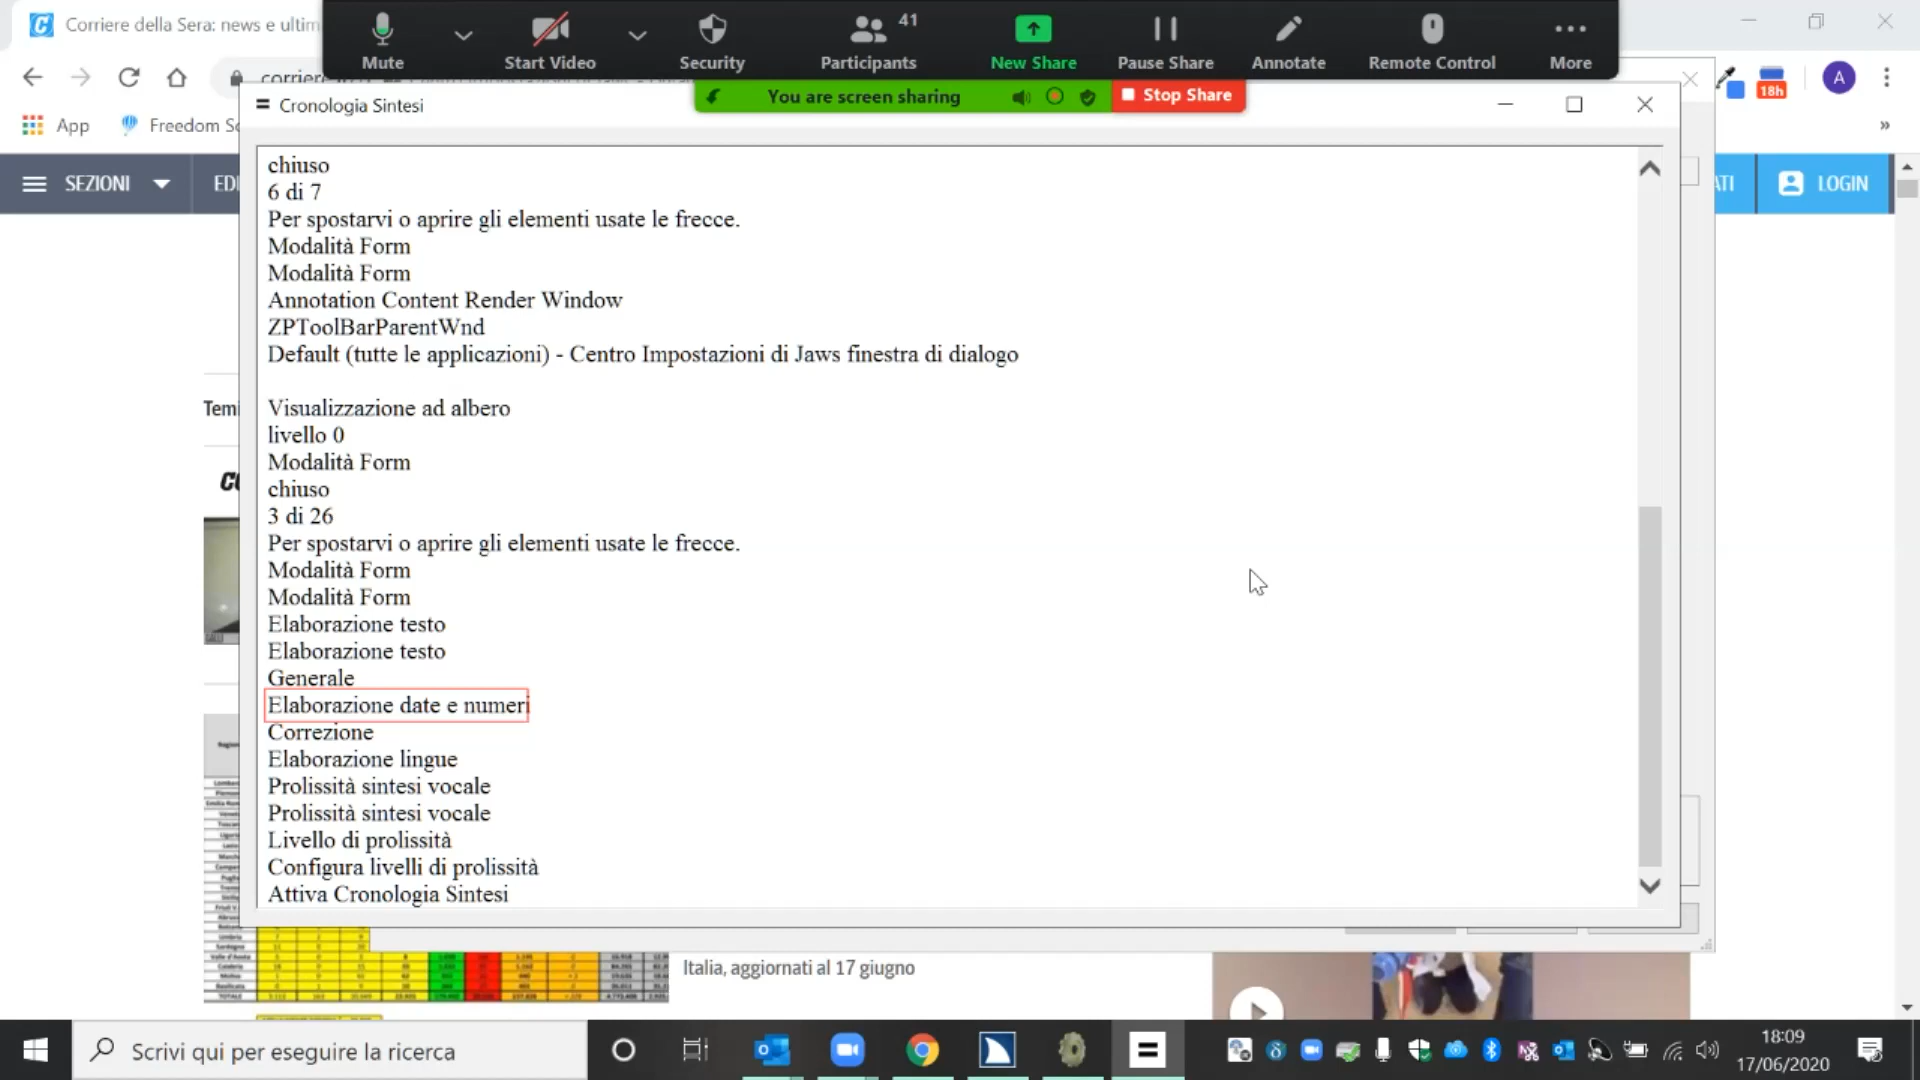 Corriere della Sera: news e ultim
Mute
Start Video
Security
Participants
41
New Share
Pause Share
Annotate
Remote Control
More
You are screen sharing
Stop Share
18h
A
App
Freedom Sc
»
Cronologia Sintesi
SEZIONI
LOGIN
chiuso
6 di 7
Per spostarvi o aprire gli elementi usate le frecce.
Modalità Form
Modalità Form
Annotation Content Render Window
ZPToolBarParentWnd
Default (tutte le applicazioni) - Centro Impostazioni di Jaws finestra di dialogo
Visualizzazione ad albero
livello 0
Modalità Form
chiuso
3 di 26
Per spostarvi o aprire gli elementi usate le frecce.
Modalità Form
Modalità Form
Elaborazione testo
Elaborazione testo
Generale
Elaborazione date e numeri
Correzione
Elaborazione lingue
Prolissità sintesi vocale
Prolissità sintesi vocale
Livello di prolissità
Configura livelli di prolissità
Attiva Cronologia Sintesi
Temi
Italia, aggiornati al 17 giugno
Scrivi qui per eseguire la ricerca
18:09
17/06/2020